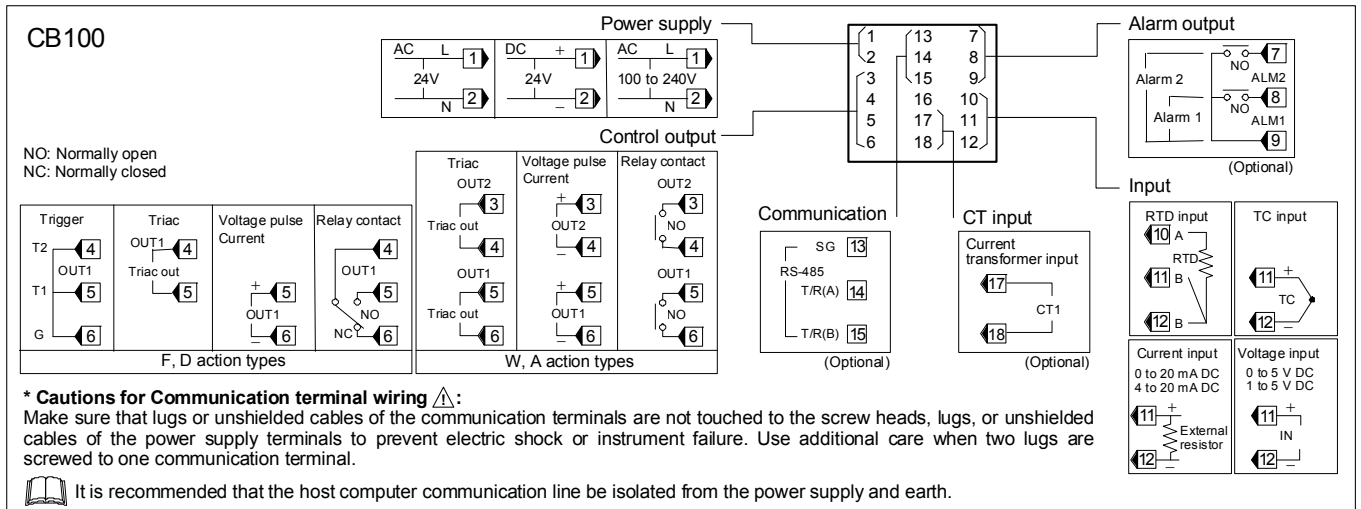 CB100
NO: Normally open
NC: Normally closed
Power supply
AC L 1
24V
N 2
DC + 1
24V
– 2
AC L 1
100 to 240V
N 2
1 13 7
2 14 8
3 15 9
4 16 10
5 17 11
6 18 12
Alarm output
Alarm 2
NO
7
ALM2
Alarm 1
NO
8
ALM1
9
(Optional)
Control output
Trigger
T2 4
OUT1
T1 5
G 6
Triac
OUT1 4
Triac out
5
Voltage pulse
Current
+ 5
OUT1
– 6
Relay contact
4
OUT1
5
NO
NC 6
F, D action types
Triac
OUT2
3
Triac out
4
OUT1
5
Triac out
6
Voltage pulse
Current
+ 3
OUT2
– 4
+ 5
OUT1
– 6
Relay contact
OUT2
3
NO
4
OUT1
5
NO
6
W, A action types
Communication
SG 13
RS-485
T/R(A) 14
T/R(B) 15
(Optional)
CT input
Current
transformer input
17
CT1
18
(Optional)
Input
RTD input
10 A
RTD
11 B
12 B
TC input
11 +
TC
12 –
Current input
0 to 20 mA DC
4 to 20 mA DC
11 +
External
resistor
12 –
Voltage input
0 to 5 V DC
1 to 5 V DC
11 +
IN
12 –
* Cautions for Communication terminal wiring ⚠:
Make sure that lugs or unshielded cables of the communication terminals are not touched to the screw heads, lugs, or unshielded
cables of the power supply terminals to prevent electric shock or instrument failure. Use additional care when two lugs are
screwed to one communication terminal.
It is recommended that the host computer communication line be isolated from the power supply and earth.